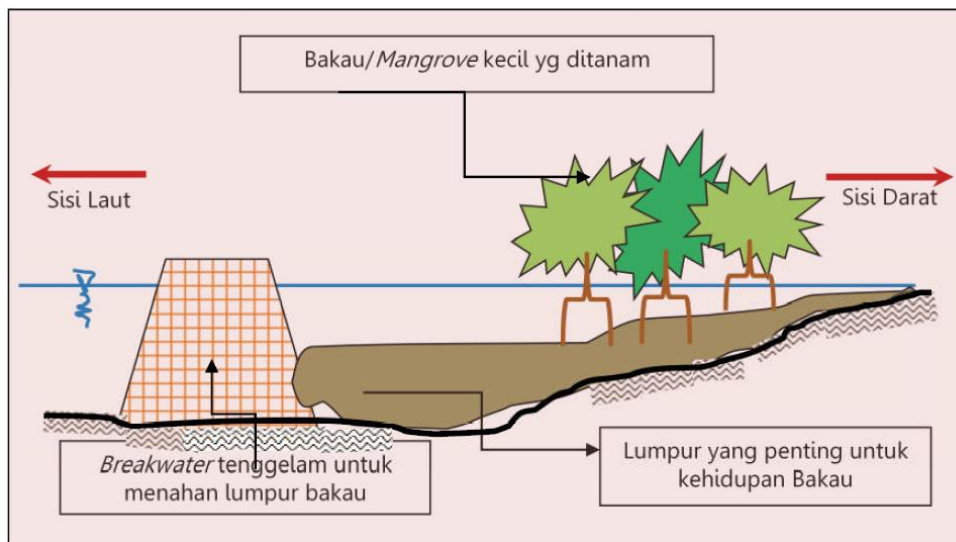 Bakau/Mangrove kecil yg ditanam
Sisi Laut
Sisi Darat
Breakwater tenggelam untuk
menahan lumpur bakau
Lumpur yang penting untuk
kehidupan Bakau